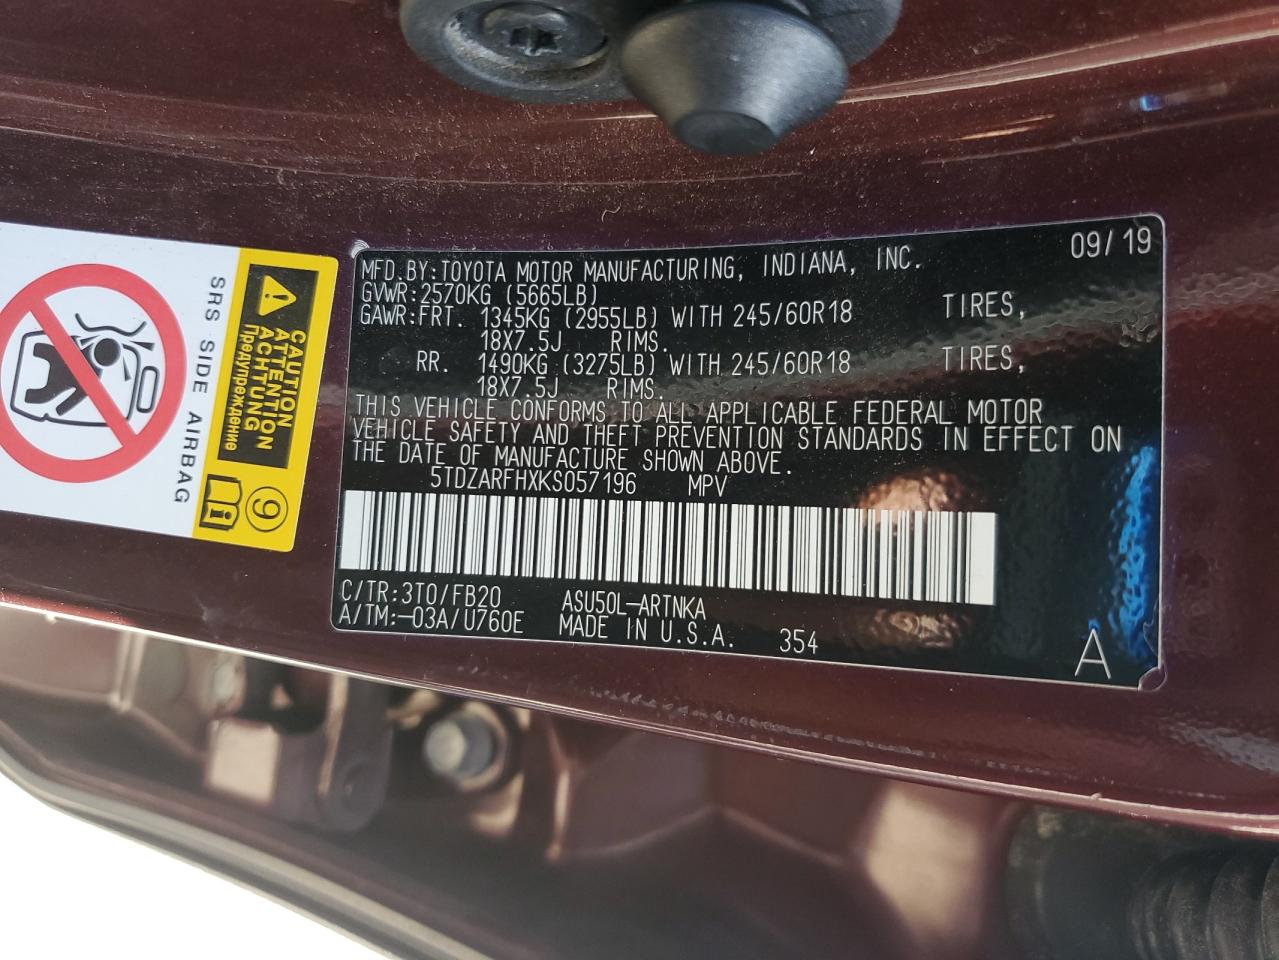 09/19
MFD.BY:TOYOTA MOTOR MANUFACTURING, INDIANA, INC.
GVWR:2570KG (5665LB)
GAWR:FRT. 1345KG (2955LB) WITH 245/60R18 TIRES,
18X7.5J RIMS.
RR. 1490KG (3275LB) WITH 245/60R18 TIRES,
18X7.5J RIMS.
THIS VEHICLE CONFORMS TO ALL APPLICABLE FEDERAL MOTOR
VEHICLE SAFETY AND THEFT PREVENTION STANDARDS IN EFFECT ON
THE DATE OF MANUFACTURE SHOWN ABOVE.
5TDZARFHXKS057196 MPV
C/TR:3T0/FB20 ASU50L-ARTNKA
A/TM:-03A/U760E MADE IN U.S.A. 354
A
CAUTION
ATTENTION
ACHTUNG
Предупреждение
SRS SIDE AIRBAG
9